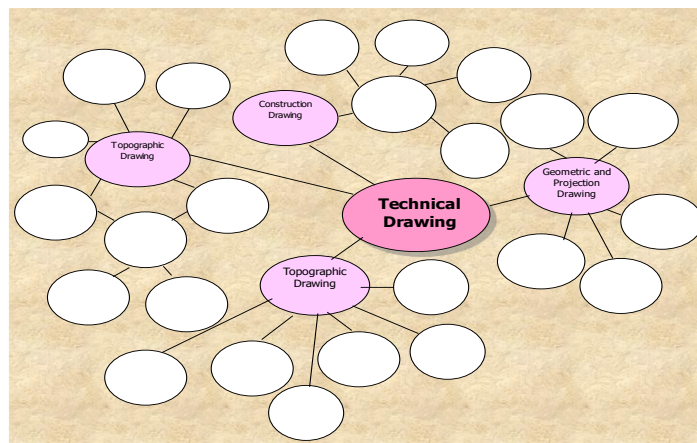 Construction
Drawing
Topographic
Drawing
Geometric and
Projection
Drawing
Technical
Drawing
Topographic
Drawing